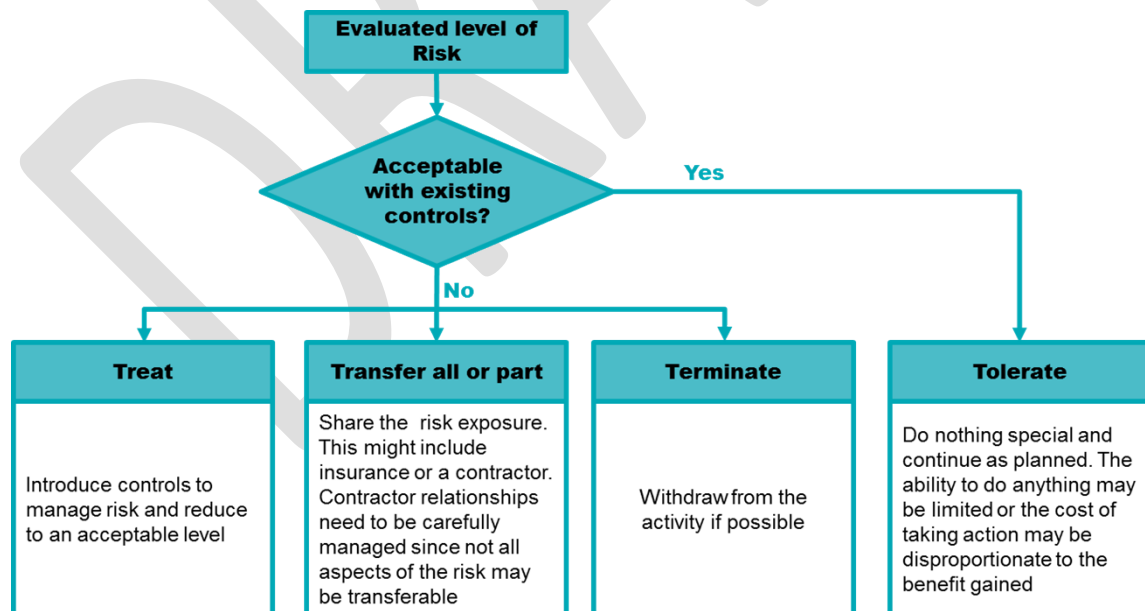 Evaluated level of
Risk
Acceptable
with existing
controls?
Yes
No
Treat
Introduce controls to
manage risk and reduce
to an acceptable level
Transfer all or part
Share the risk exposure.
This might include
insurance or a contractor.
Contractor relationships
need to be carefully
managed since not all
aspects of the risk may
be transferable
Terminate
Withdraw from the
activity if possible
Tolerate
Do nothing special and
continue as planned. The
ability to do anything may
be limited or the cost of
taking action may be
disproportionate to the
benefit gained